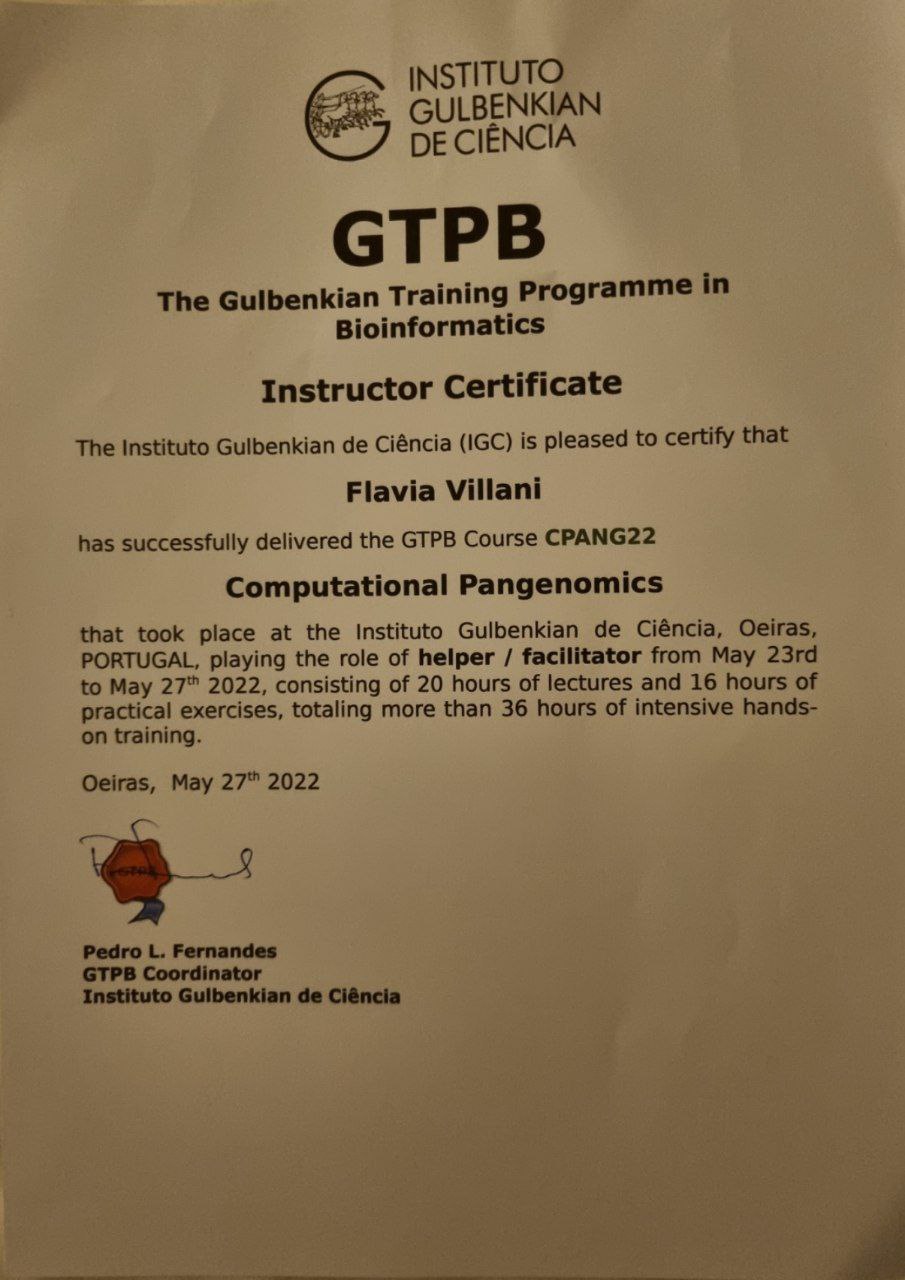 INSTITUTO
GULBENKIAN
DE CIÊNCIA
GTPB
The Gulbenkian Training Programme in
Bioinformatics
Instructor Certificate
The Instituto Gulbenkian de Ciência (IGC) is pleased to certify that
Flavia Villani
has successfully delivered the GTPB Course CPANG22
Computational Pangenomics
that took place at the Instituto Gulbenkian de Ciência, Oeiras,
PORTUGAL, playing the role of helper / facilitator from May 23rd
to May 27th 2022, consisting of 20 hours of lectures and 16 hours of
practical exercises, totaling more than 36 hours of intensive hands-
on training.
Oeiras, May 27th 2022
GTPB
Pedro L. Fernandes
GTPB Coordinator
Instituto Gulbenkian de Ciência